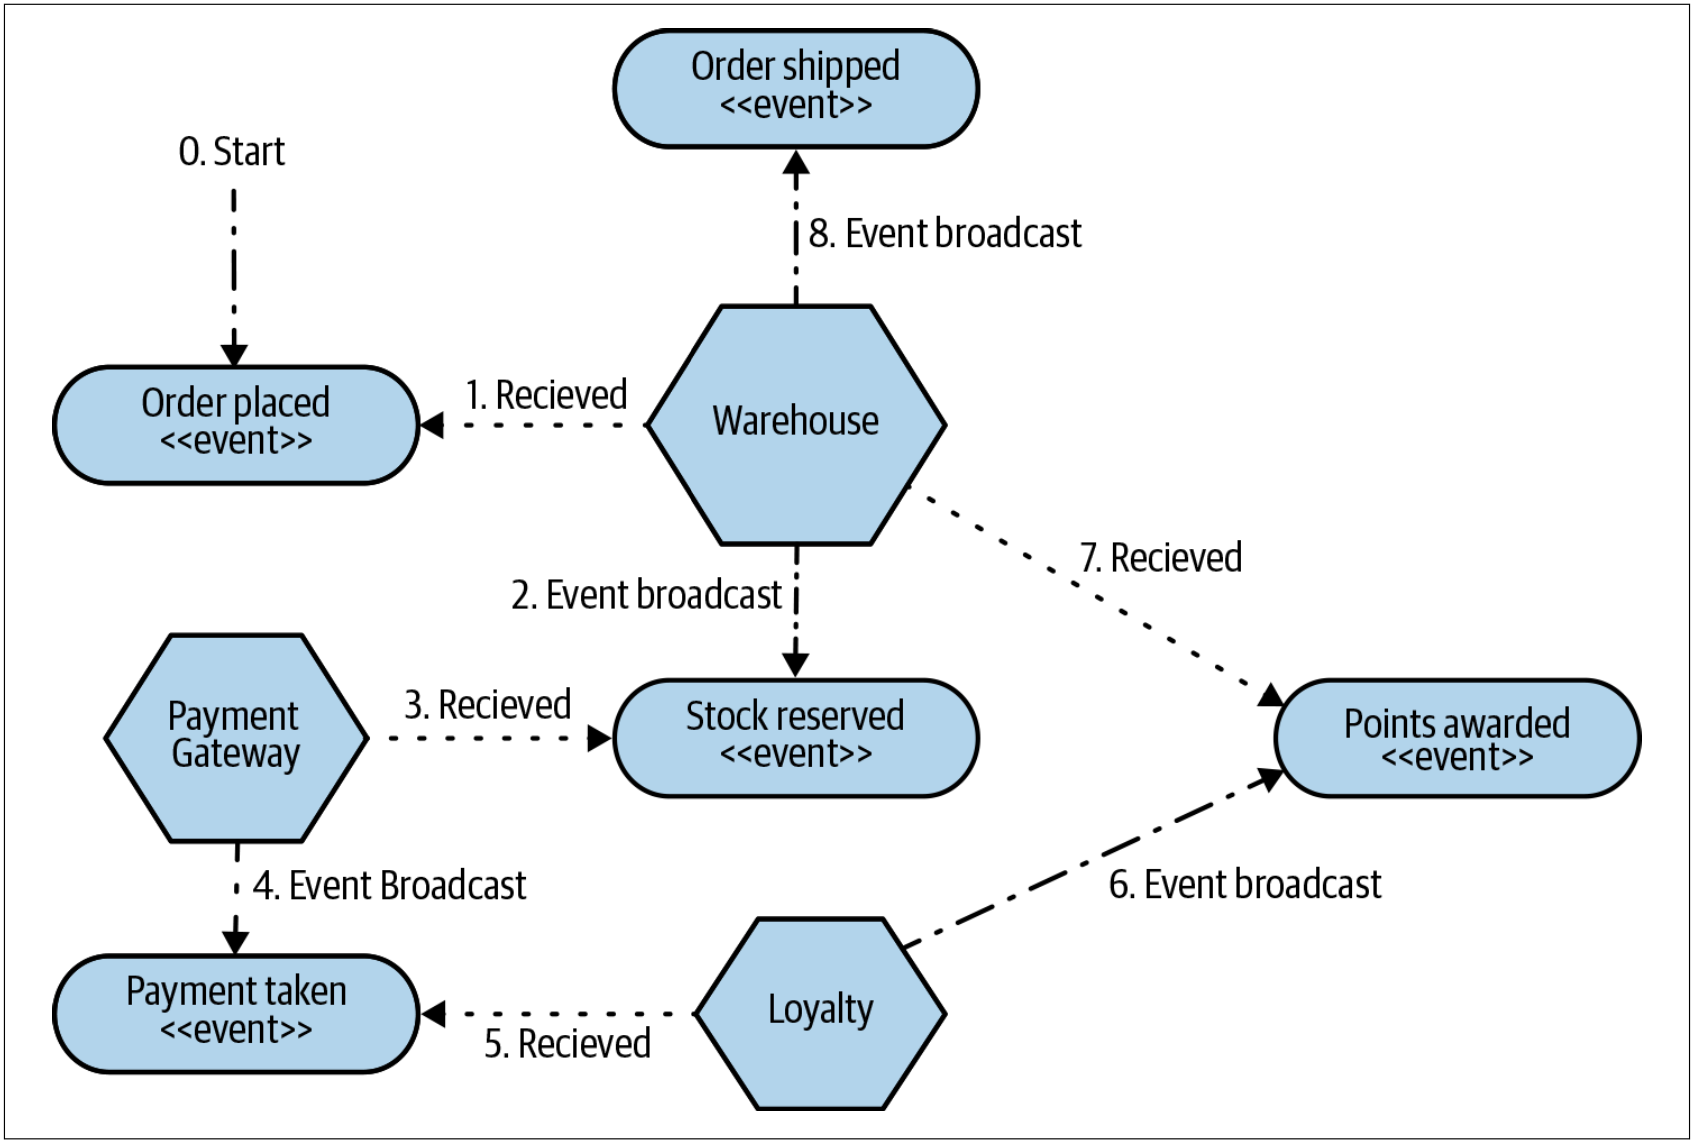 Order shipped
<<event>>
0. Start
8. Event broadcast
Order placed
<<event>>
1. Recieved
Warehouse
7. Recieved
2. Event broadcast
Payment
Gateway
3. Recieved
Stock reserved
<<event>>
Points awarded
<<event>>
4. Event Broadcast
6. Event broadcast
Payment taken
<<event>>
5. Recieved
Loyalty